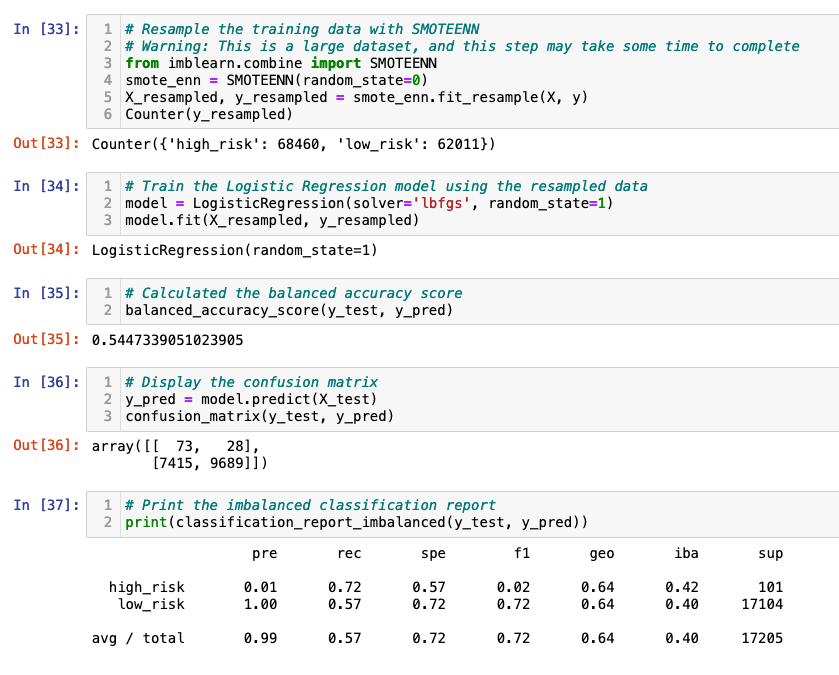 In [33]:
1 # Resample the training data with SMOTEENN
2 # Warning: This is a large dataset, and this step may take some time to complete
3 from imblearn.combine import SMOTEENN
4 smote_enn = SMOTEENN(random_state=0)
5 X_resampled, y_resampled = smote_enn.fit_resample(X, y)
6 Counter(y_resampled)
Out[33]: Counter({'high_risk': 68460, 'low_risk': 62011})
In [34]:
1 # Train the Logistic Regression model using the resampled data
2 model = LogisticRegression(solver='lbfgs', random_state=1)
3 model.fit(X_resampled, y_resampled)
Out[34]: LogisticRegression(random_state=1)
In [35]:
1 # Calculated the balanced accuracy score
2 balanced_accuracy_score(y_test, y_pred)
Out[35]: 0.5447339051023905
In [36]:
1 # Display the confusion matrix
2 y_pred = model.predict(X_test)
3 confusion_matrix(y_test, y_pred)
Out[36]: array([[  73,   28],
       [7415, 9689]])
In [37]:
1 # Print the imbalanced classification report
2 print(classification_report_imbalanced(y_test, y_pred))
pre rec spe f1 geo iba sup
high_risk 0.01 0.72 0.57 0.02 0.64 0.42 101
low_risk 1.00 0.57 0.72 0.72 0.64 0.40 17104
avg / total 0.99 0.57 0.72 0.72 0.64 0.40 17205